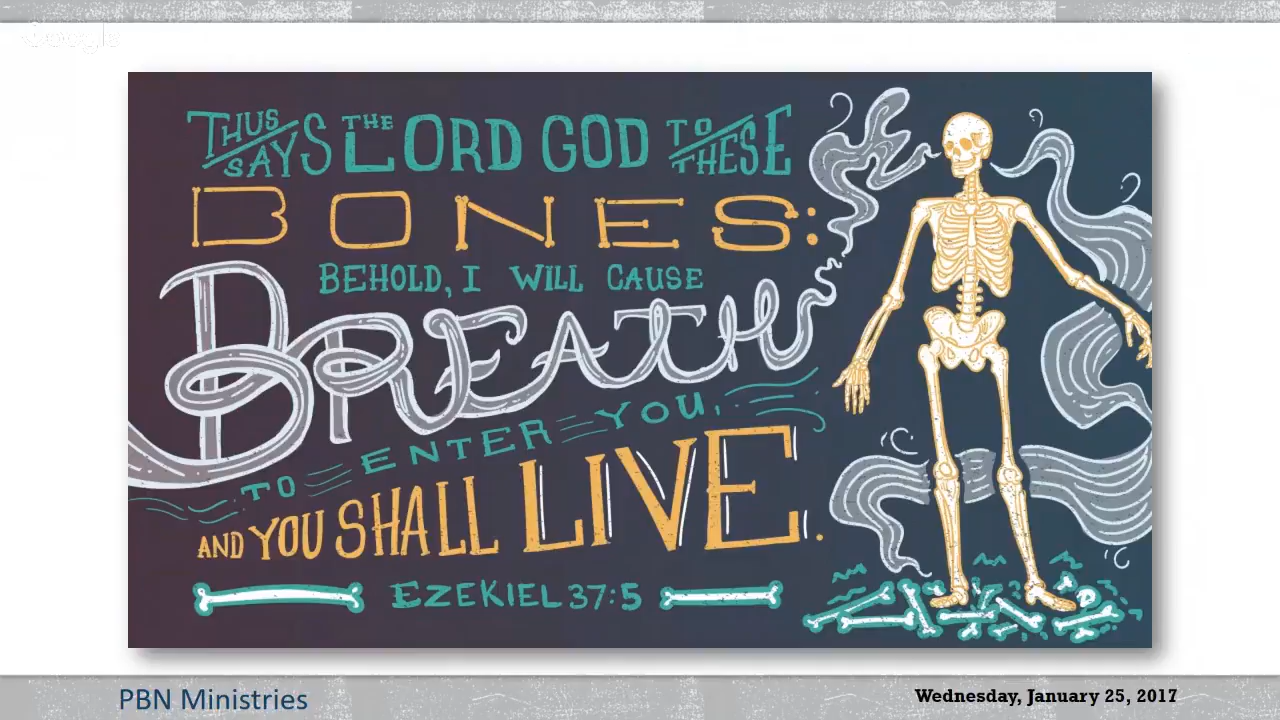 Google
THUS SAYS THE LORD GOD TO THESE
BONES:
BEHOLD, I WILL CAUSE
BREATH
TO ENTER YOU,
AND YOU SHALL LIVE.
EZEKIEL 37:5
PBN Ministries
Wednesday, January 25, 2017